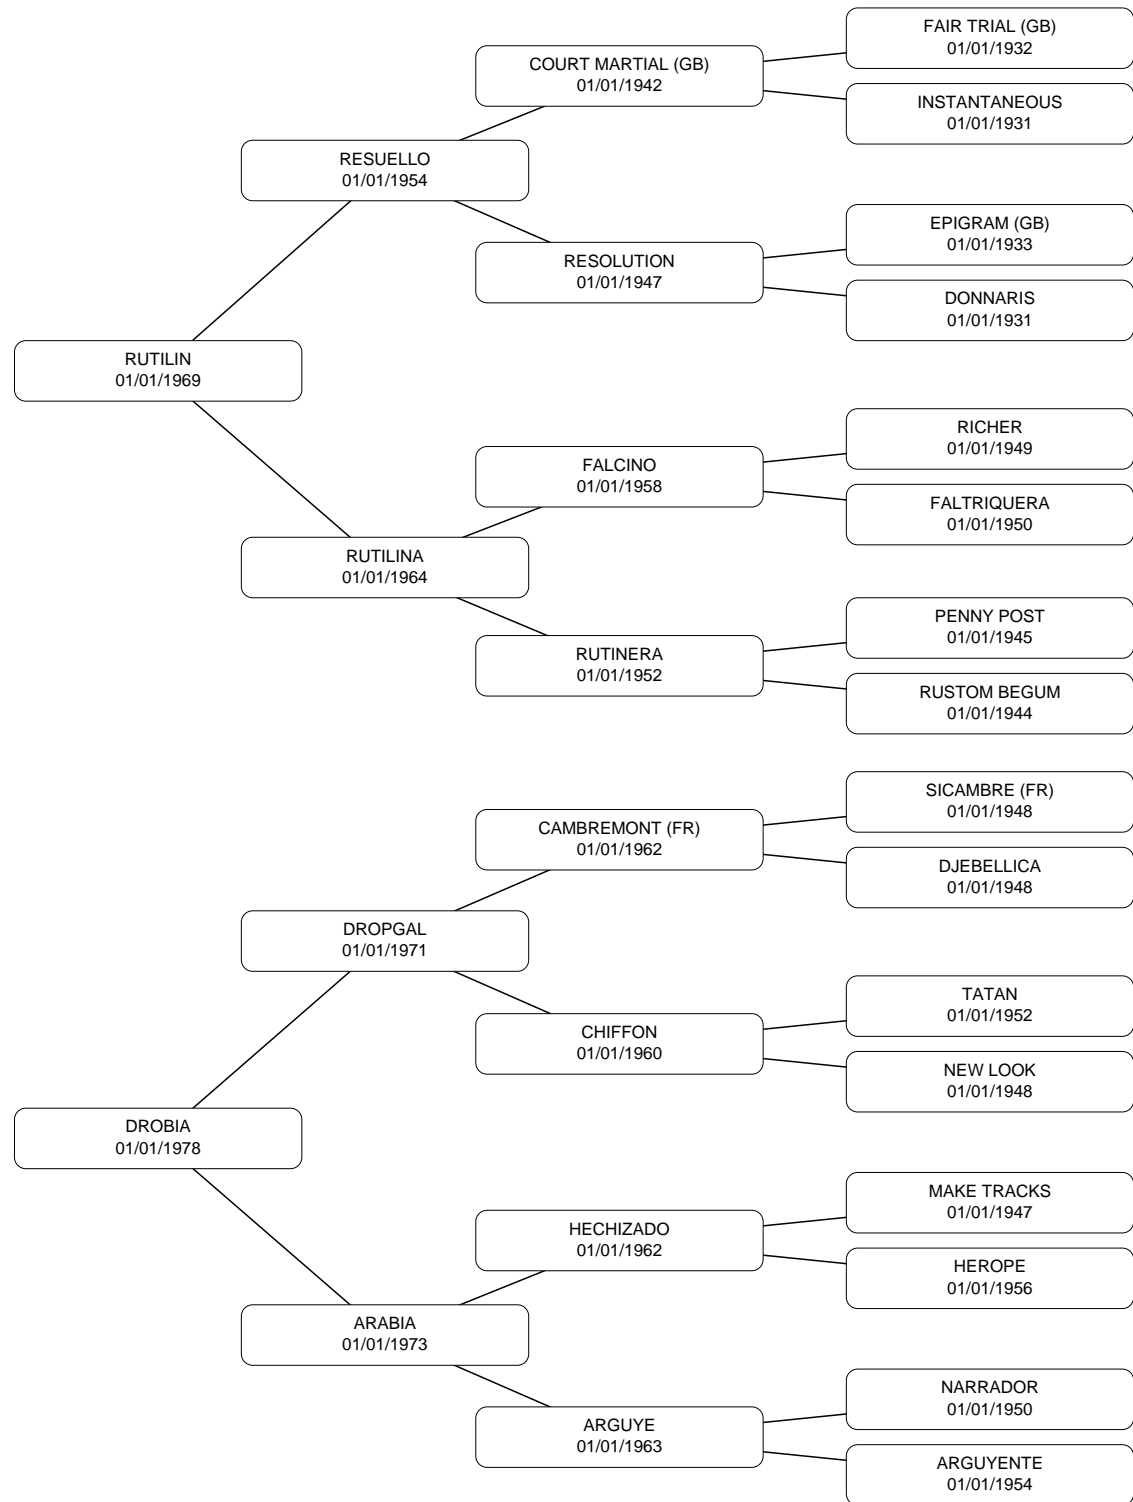 FAIR TRIAL (GB)
01/01/1932
COURT MARTIAL (GB)
01/01/1942
INSTANTANEOUS
01/01/1931
RESUELLO
01/01/1954
EPIGRAM (GB)
01/01/1933
RESOLUTION
01/01/1947
DONNARIS
01/01/1931
RUTILIN
01/01/1969
RICHER
01/01/1949
FALCINO
01/01/1958
FALTRIQUERA
01/01/1950
RUTILINA
01/01/1964
PENNY POST
01/01/1945
RUTINERA
01/01/1952
RUSTOM BEGUM
01/01/1944
SICAMBRE (FR)
01/01/1948
CAMBREMONT (FR)
01/01/1962
DJEBELLICA
01/01/1948
DROPGAL
01/01/1971
TATAN
01/01/1952
CHIFFON
01/01/1960
NEW LOOK
01/01/1948
DROBIA
01/01/1978
MAKE TRACKS
01/01/1947
HECHIZADO
01/01/1962
HEROPE
01/01/1956
ARABIA
01/01/1973
NARRADOR
01/01/1950
ARGUYE
01/01/1963
ARGUYENTE
01/01/1954